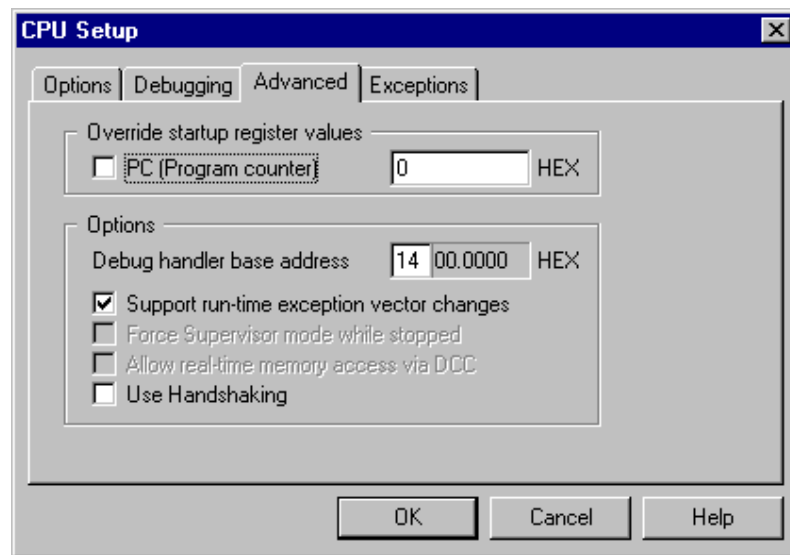 CPU Setup
Options Debugging Advanced Exceptions
Override startup register values
PC (Program counter) 0 HEX
Options
Debug handler base address 14 00.0000 HEX
Support run-time exception vector changes
Force Supervisor mode while stopped
Allow real-time memory access via DCC
Use Handshaking
OK Cancel Help